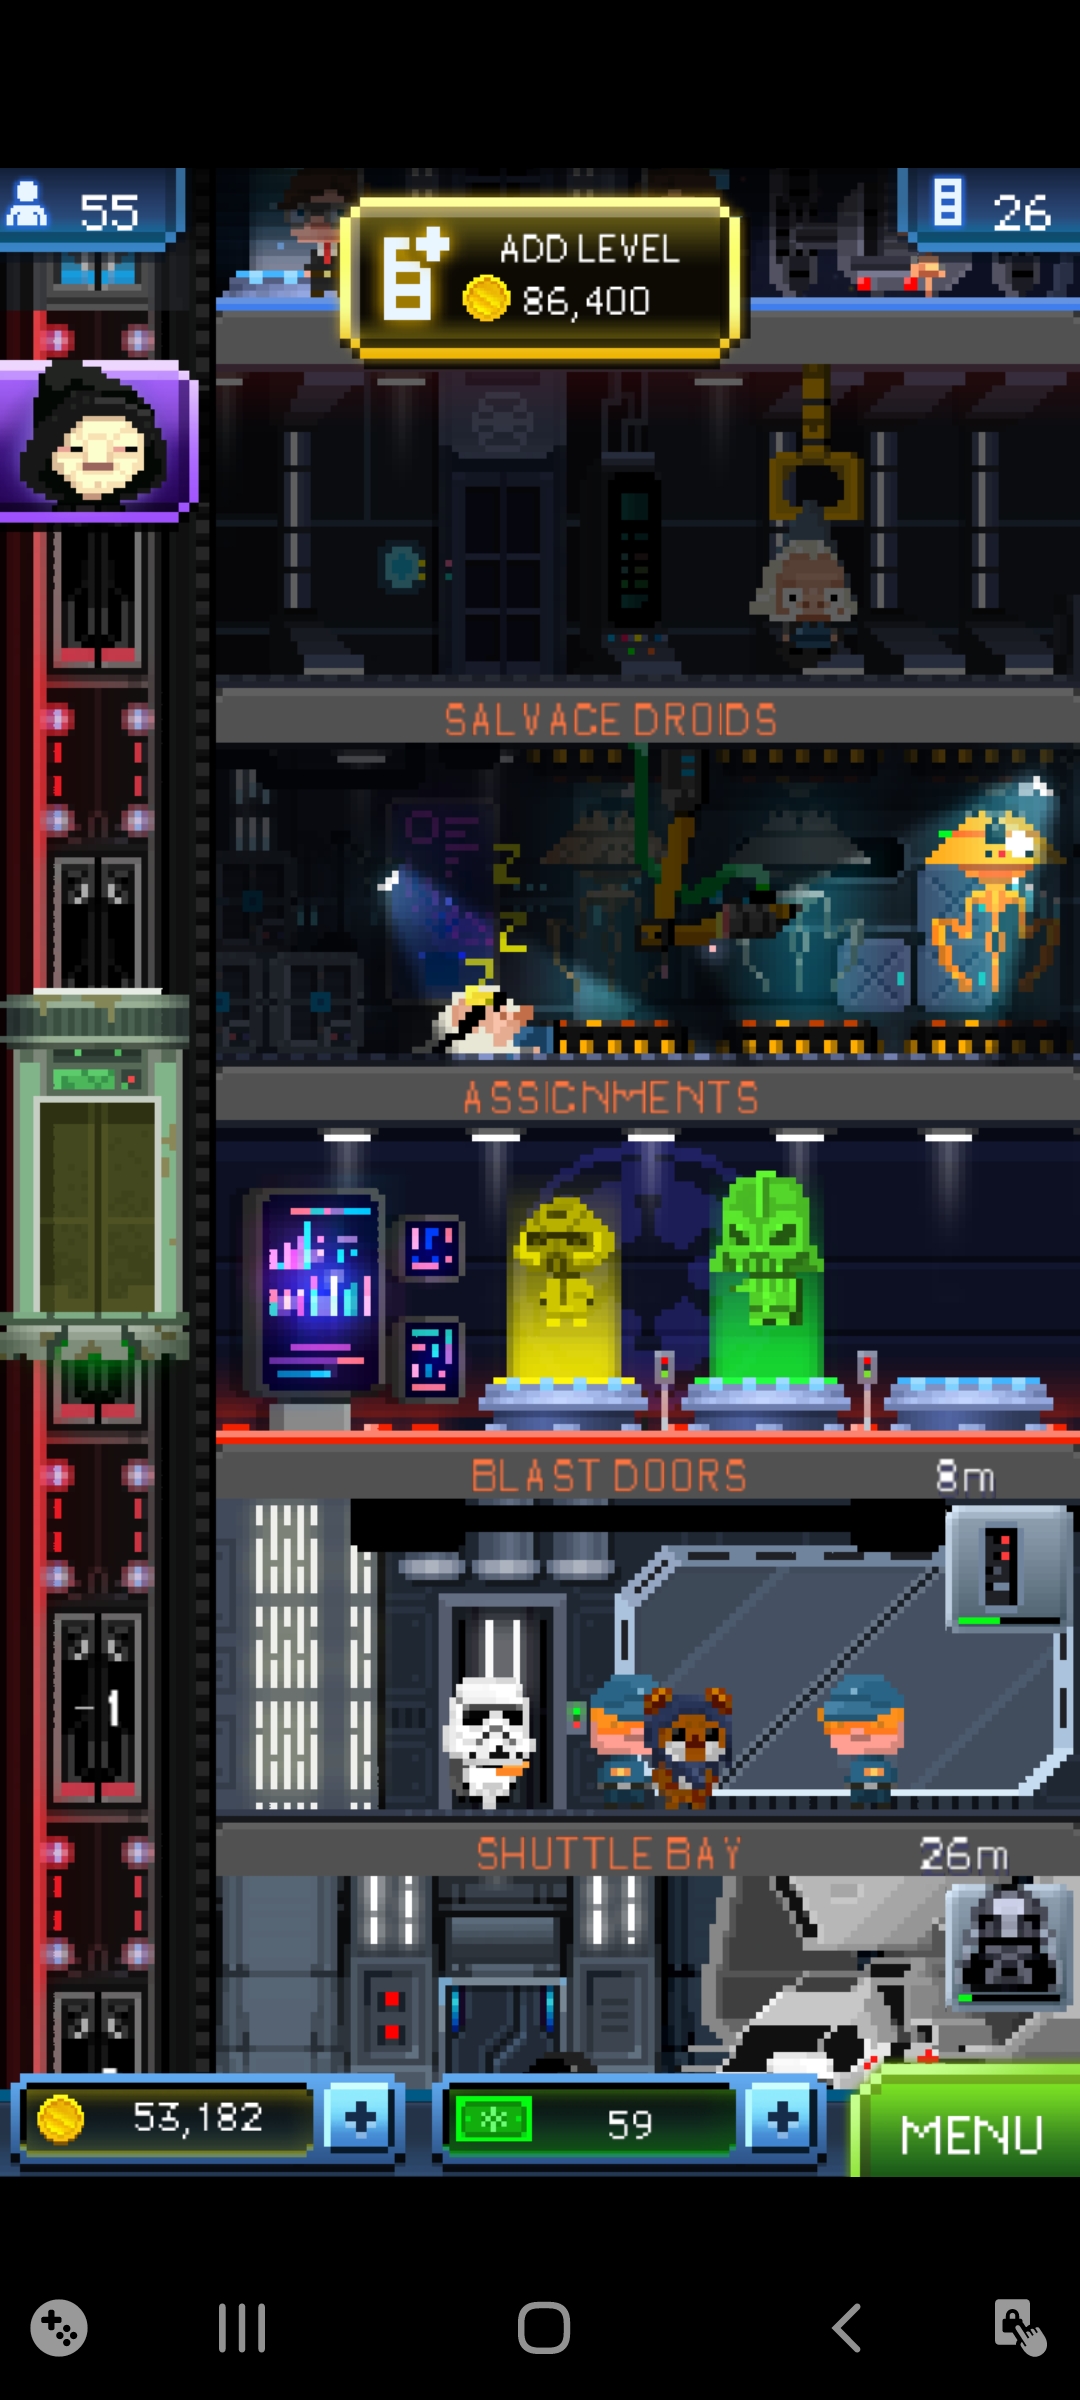 55
26
ADD LEVEL
86,400
SALVAGE DROIDS
Z
Z
Z
ASSIGNMENTS
BLAST DOORS 8m
-1
SHUTTLE BAY 26m
53,182
59
MENU